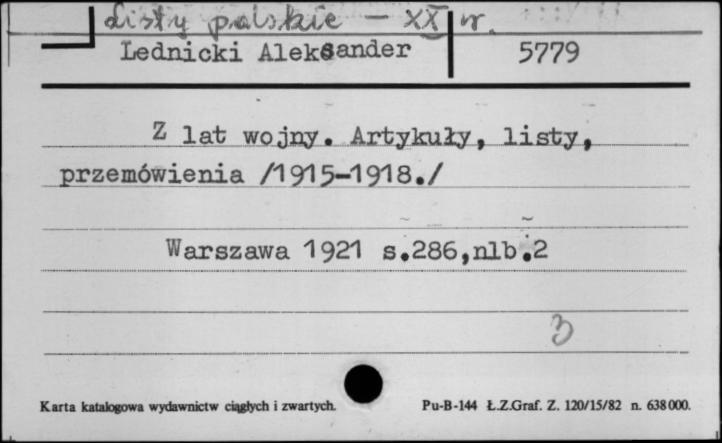 Listy polskie - XX w.
Lednicki Aleksander 5779
Z lat wojny. Artykuły, listy,
przemówienia /1915-1918./
Warszawa 1921 s.286,nlb.2
3
Karta katalogowa wydawnictw ciągłych i zwartych. Pu-B-144 Ł.Z.Graf. Z. 120/15/82 n. 638000.